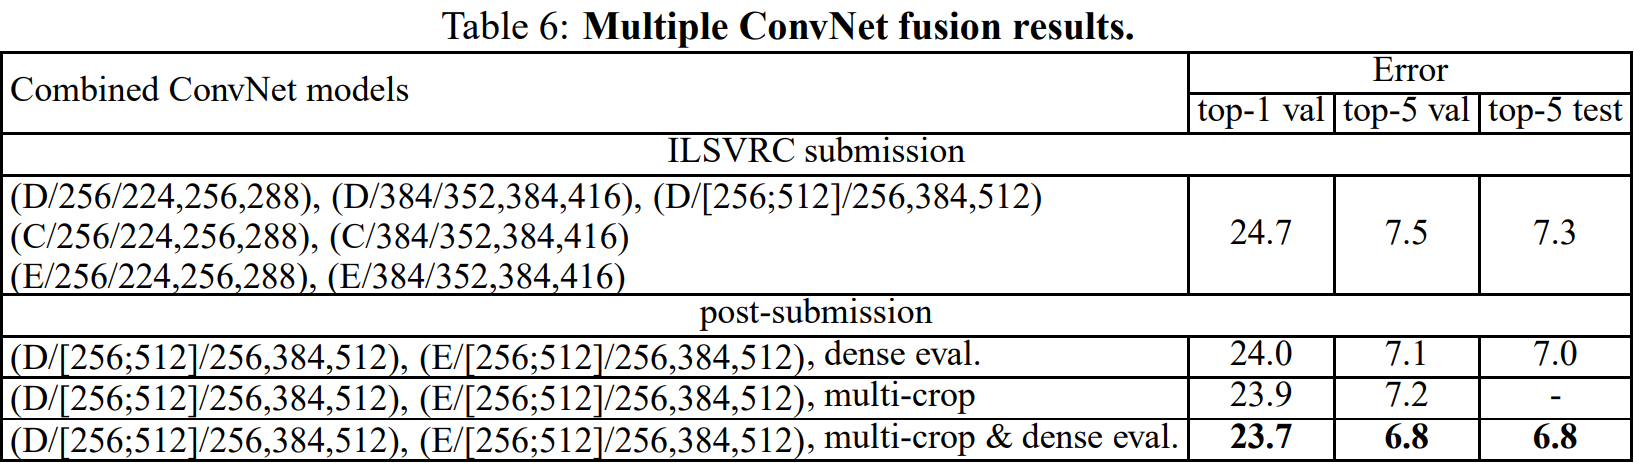 Table 6: Multiple ConvNet fusion results.
Combined ConvNet models
Error
top-1 val top-5 val top-5 test
ILSVRC submission
(D/256/224,256,288), (D/384/352,384,416), (D/[256;512]/256,384,512)
(C/256/224,256,288), (C/384/352,384,416)
(E/256/224,256,288), (E/384/352,384,416)
24.7 7.5 7.3
post-submission
(D/[256;512]/256,384,512), (E/[256;512]/256,384,512), dense eval. 24.0 7.1 7.0
(D/[256;512]/256,384,512), (E/[256;512]/256,384,512), multi-crop 23.9 7.2 -
(D/[256;512]/256,384,512), (E/[256;512]/256,384,512), multi-crop & dense eval. 23.7 6.8 6.8